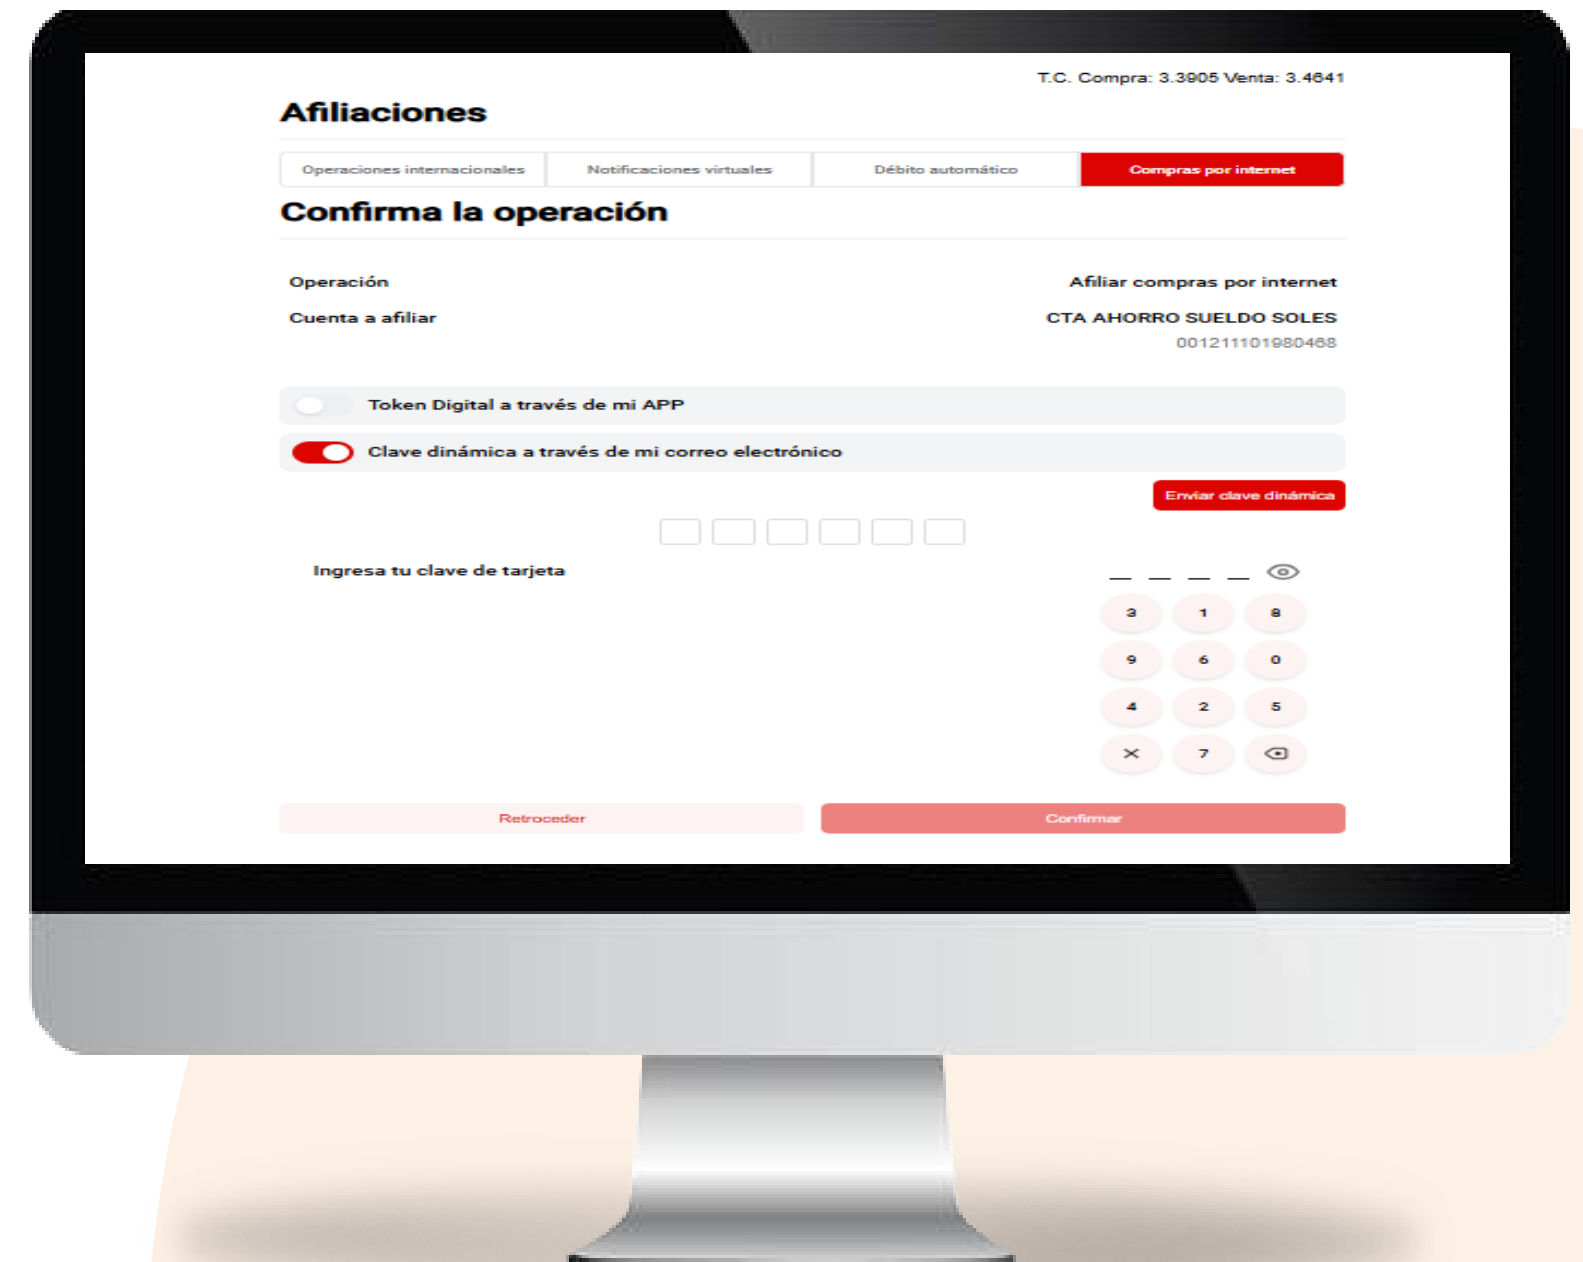 T.C. Compra: 3.3905 Venta: 3.4641
Afiliaciones
Operaciones internacionales Notificaciones virtuales Débito automático Compras por internet
Confirma la operación
Operación Afiliar compras por internet
Cuenta a afiliar CTA AHORRO SUELDO SOLES
001211101980468
Token Digital a través de mi APP
Clave dinámica a través de mi correo electrónico
Enviar clave dinámica
Ingresa tu clave de tarjeta
3 1 8
9 6 0
4 2 5
7
Retroceder Confirmar